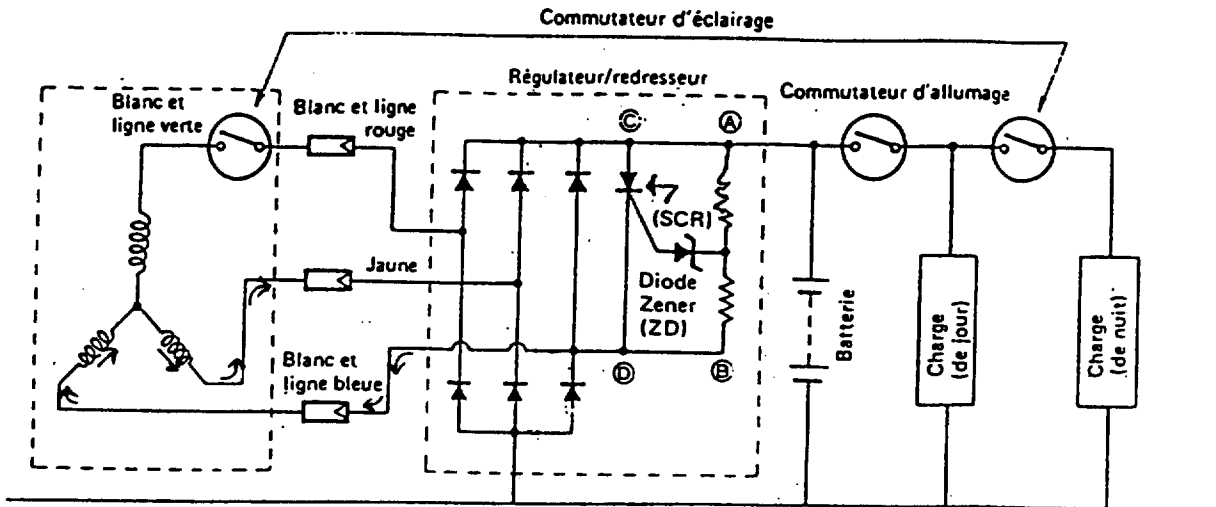 Commutateur d'éclairage
Régulateur/redresseur
Commutateur d'allumage
Blanc et
ligne verte
Blanc et ligne
rouge
Ⓒ
Ⓐ
(SCR)
Jaune
Diode
Zener
(ZD)
Blanc et
ligne bleue
Ⓓ
Ⓑ
Batterie
Charge
(de jour)
Charge
(de nuit)